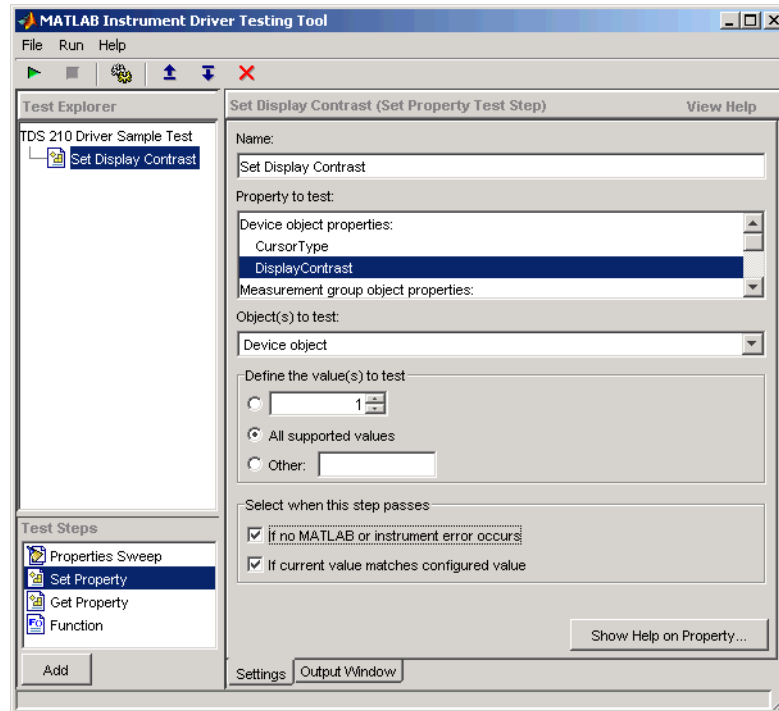 MATLAB Instrument Driver Testing Tool
File Run Help
Test Explorer
TDS 210 Driver Sample Test
Set Display Contrast
Set Display Contrast (Set Property Test Step) View Help
Name:
Set Display Contrast
Property to test:
Device object properties:
CursorType
DisplayContrast
Measurement group object properties:
Object(s) to test:
Device object
Define the value(s) to test
1
All supported values
Other:
Select when this step passes
If no MATLAB or instrument error occurs
If current value matches configured value
Show Help on Property...
Settings Output Window
Test Steps
Properties Sweep
Set Property
Get Property
Function
Add